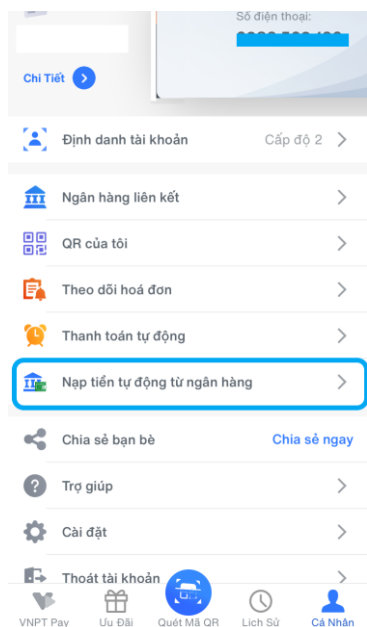 Số điện thoại:
Chi Tiết
Định danh tài khoản
Cấp độ 2
Ngân hàng liên kết
QR của tôi
Theo dõi hoá đơn
Thanh toán tự động
Nạp tiền tự động từ ngân hàng
Chia sẻ bạn bè
Chia sẻ ngay
Trợ giúp
Cài đặt
Thoát tài khoản
VNPT Pay
Ưu Đãi
Quét Mã QR
Lịch Sử
Cá Nhân